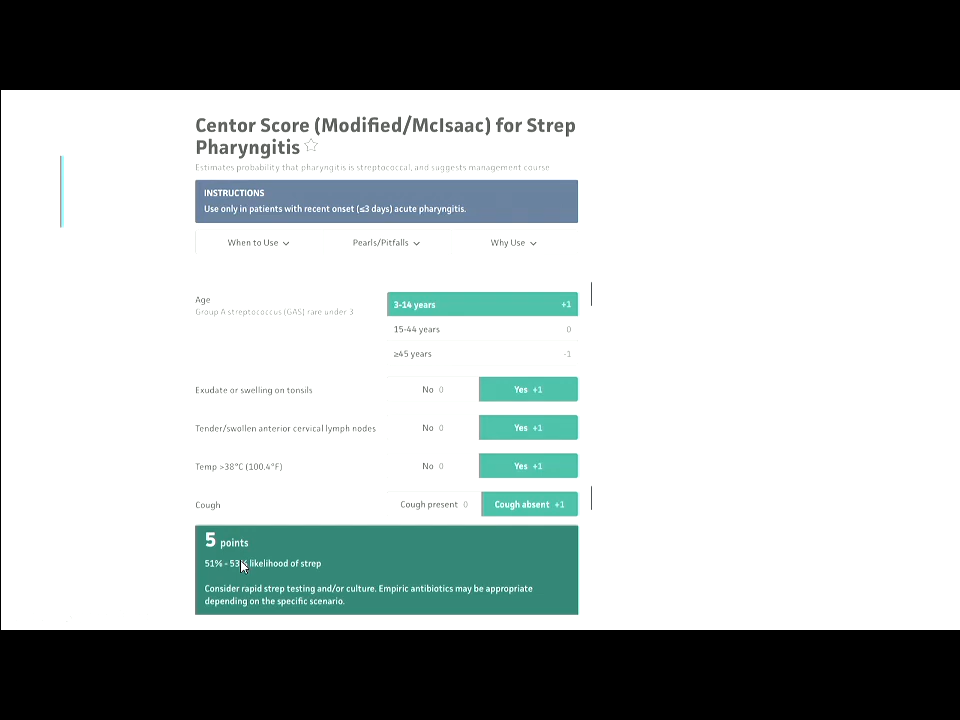 Centor Score (Modified/McIsaac) for Strep
Pharyngitis
Estimates probability that pharyngitis is streptococcal, and suggests management course
INSTRUCTIONS
Use only in patients with recent onset (≤3 days) acute pharyngitis.
When to Use Pearls/Pitfalls Why Use
Age
Group A streptococcus (GAS) rare under 3
3-14 years +1
15-44 years 0
≥45 years -1
Exudate or swelling on tonsils No 0 Yes +1
Tender/swollen anterior cervical lymph nodes No 0 Yes +1
Temp >38°C (100.4°F) No 0 Yes +1
Cough Cough present 0 Cough absent +1
5 points
51% - 53% likelihood of strep
Consider rapid strep testing and/or culture. Empiric antibiotics may be appropriate
depending on the specific scenario.